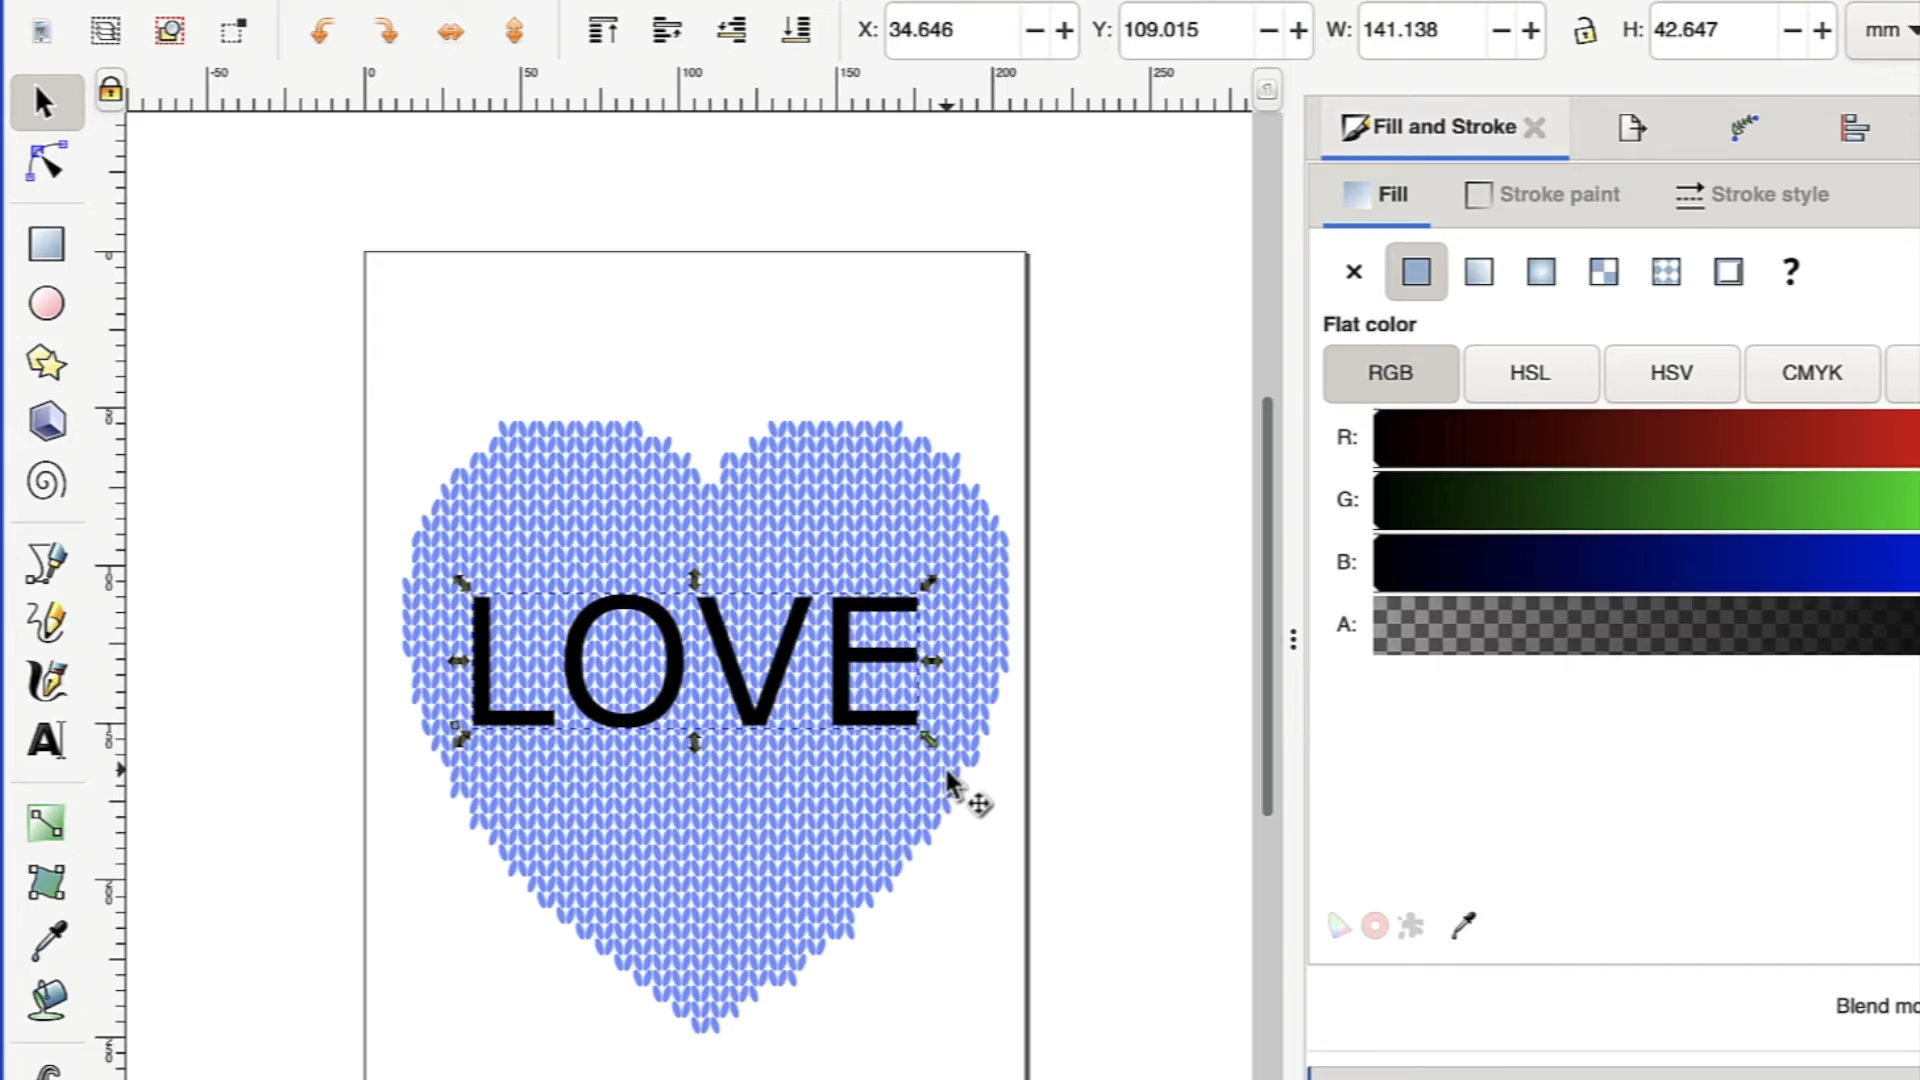 X: 34.646 Y: 109.015 W: 141.138 H: 42.647 mm
-50 0 50 100 150 200 250
Fill and Stroke
Fill Stroke paint Stroke style
?
Flat color
RGB HSL HSV CMYK
R:
G:
B:
A:
LOVE
A
Blend mo